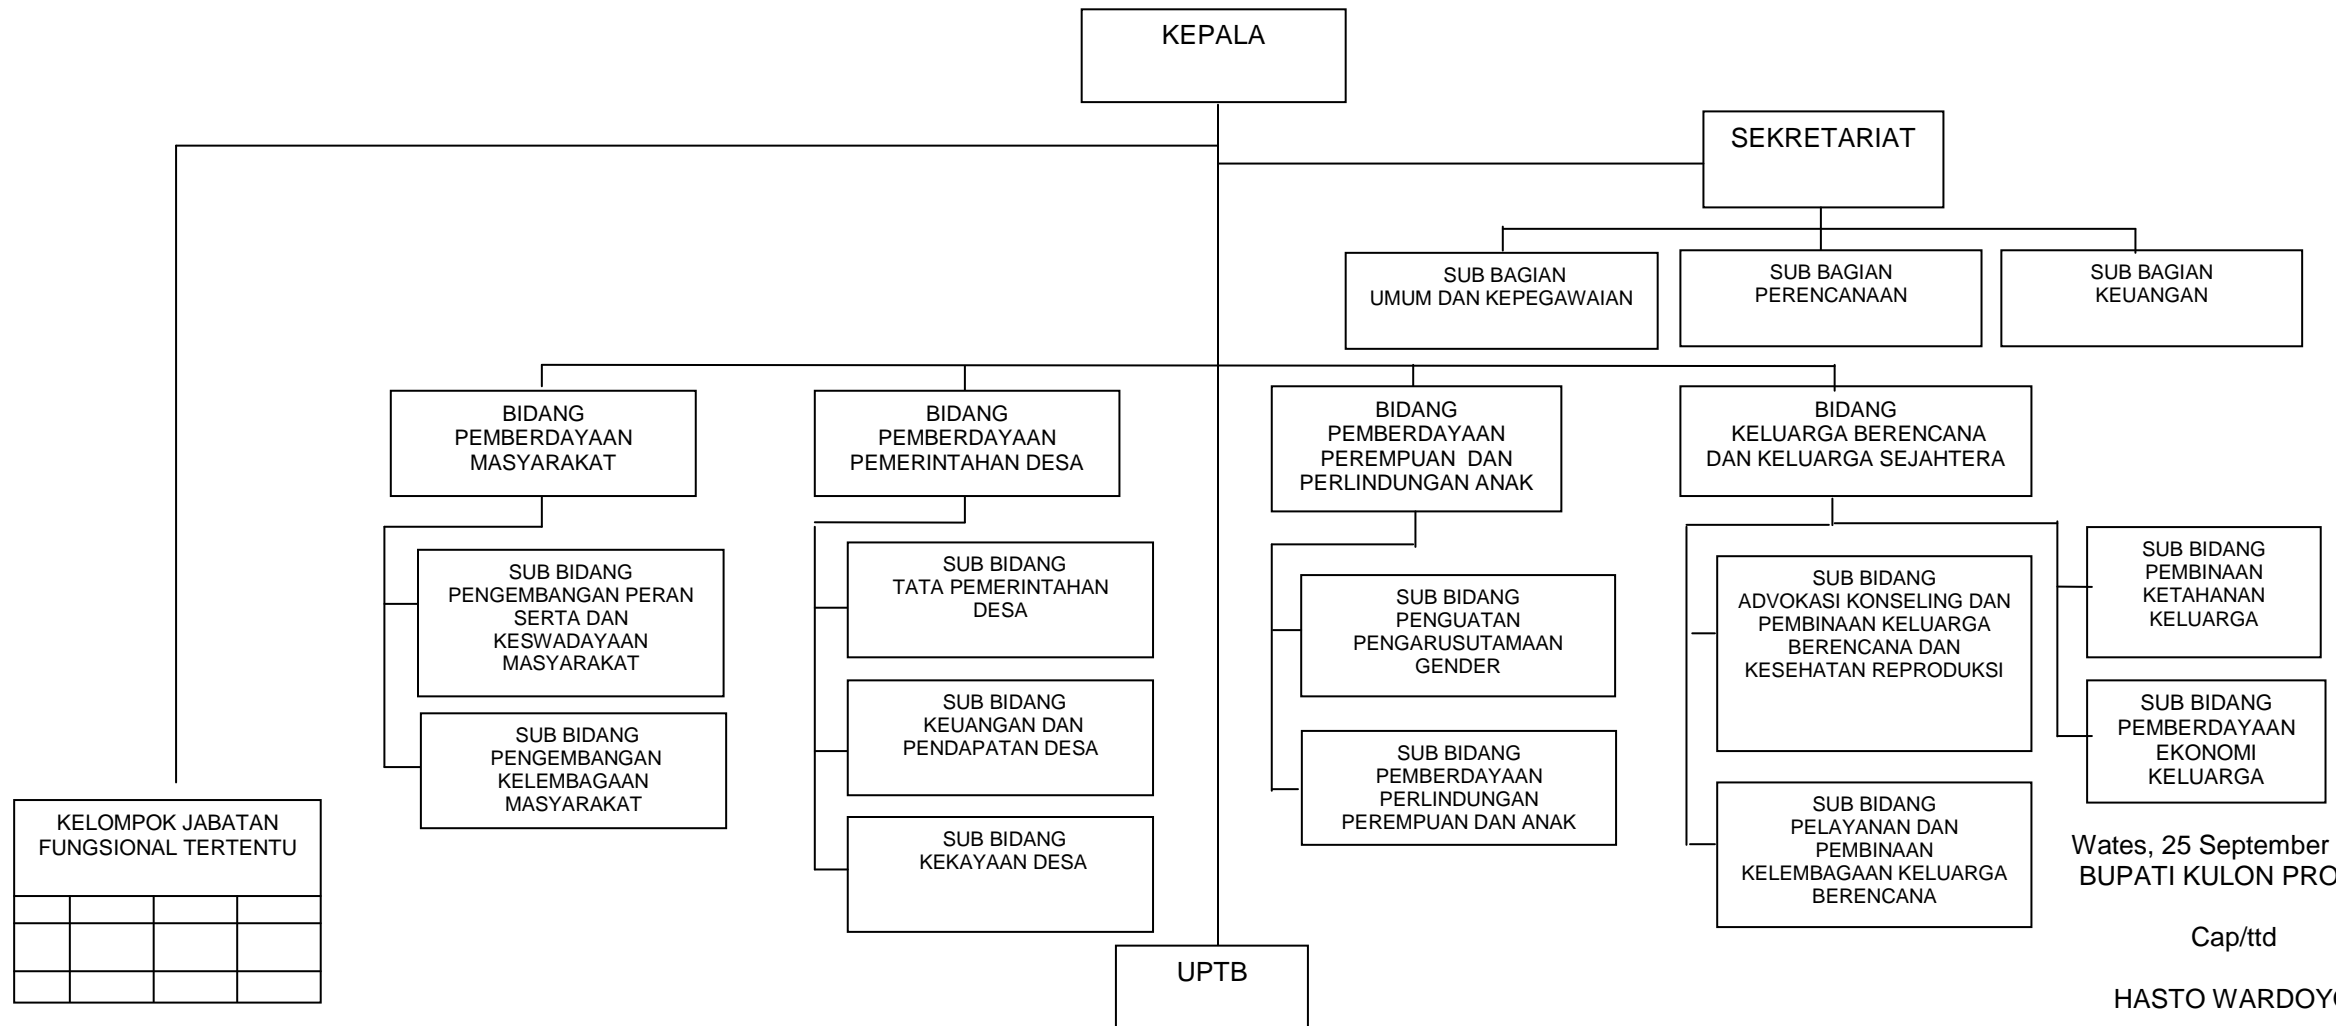 KEPALA
SEKRETARIAT
SUB BAGIAN
UMUM DAN KEPEGAWAIAN
SUB BAGIAN
PERENCANAAN
SUB BAGIAN
KEUANGAN
BIDANG
PEMBERDAYAAN
MASYARAKAT
BIDANG
PEMBERDAYAAN
PEMERINTAHAN DESA
BIDANG
PEMBERDAYAAN
PEREMPUAN DAN
PERLINDUNGAN ANAK
BIDANG
KELUARGA BERENCANA
DAN KELUARGA SEJAHTERA
SUB BIDANG
PENGEMBANGAN PERAN
SERTA DAN
KESWADAYAAN
MASYARAKAT
SUB BIDANG
PENGEMBANGAN
KELEMBAGAAN
MASYARAKAT
SUB BIDANG
TATA PEMERINTAHAN
DESA
SUB BIDANG
KEUANGAN DAN
PENDAPATAN DESA
SUB BIDANG
KEKAYAAN DESA
SUB BIDANG
PENGUATAN
PENGARUSUTAMAAN
GENDER
SUB BIDANG
PEMBERDAYAAN
PERLINDUNGAN
PEREMPUAN DAN ANAK
SUB BIDANG
ADVOKASI KONSELING DAN
PEMBINAAN KELUARGA
BERENCANA DAN
KESEHATAN REPRODUKSI
SUB BIDANG
PELAYANAN DAN
PEMBINAAN
KELEMBAGAAN KELUARGA
BERENCANA
SUB BIDANG
PEMBINAAN
KETAHANAN
KELUARGA
SUB BIDANG
PEMBERDAYAAN
EKONOMI
KELUARGA
KELOMPOK JABATAN
FUNGSIONAL TERTENTU
UPTB
Wates, 25 September
BUPATI KULON PRO
Cap/ttd
HASTO WARDOYO